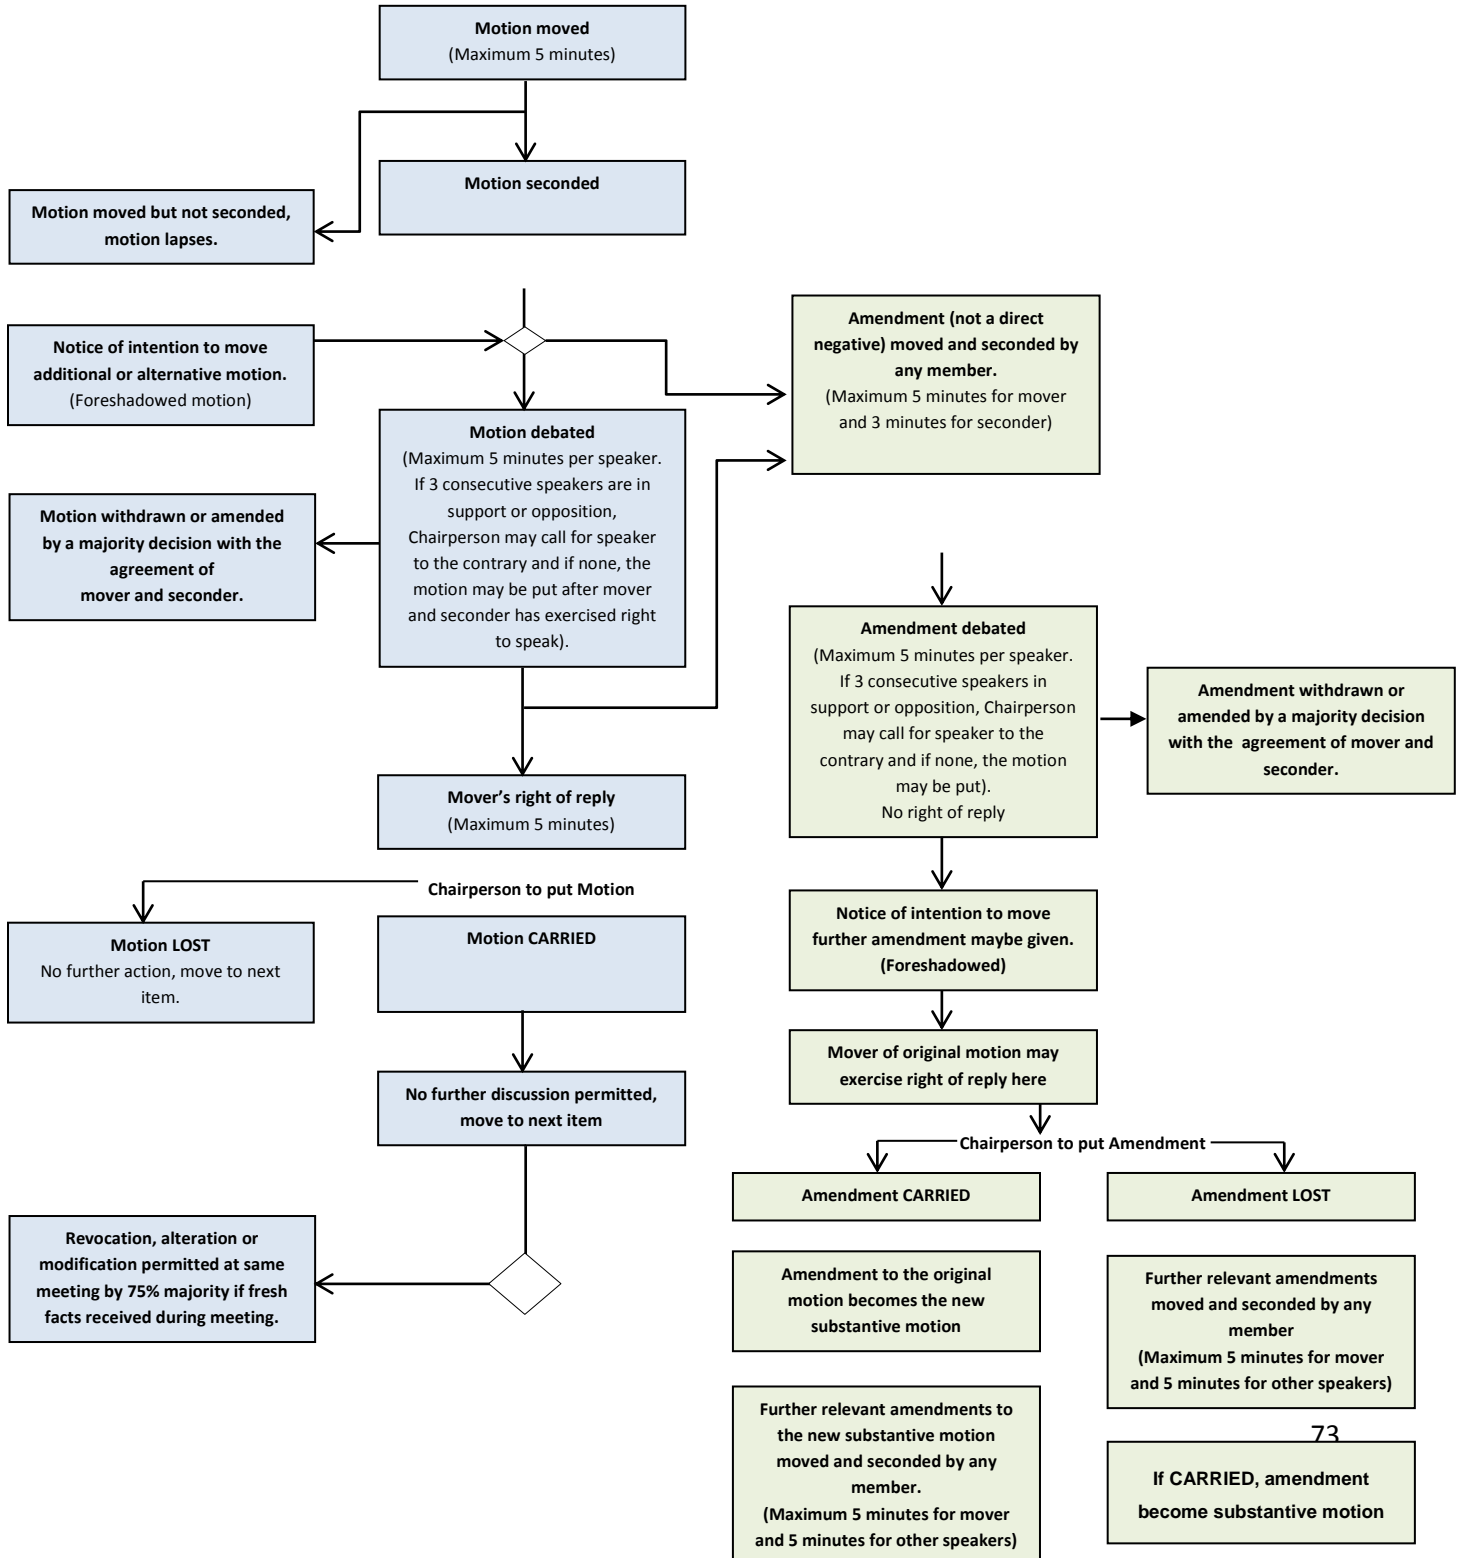 Motion moved
(Maximum 5 minutes)
Motion seconded
Motion moved but not seconded,
motion lapses.
Notice of intention to move
additional or alternative motion.
(Foreshadowed motion)
Amendment (not a direct
negative) moved and seconded by
any member.
(Maximum 5 minutes for mover
and 3 minutes for seconder)
Motion debated
(Maximum 5 minutes per speaker.
If 3 consecutive speakers are in
support or opposition,
Chairperson may call for speaker
to the contrary and if none, the
motion may be put after mover
and seconder has exercised right
to speak).
Motion withdrawn or amended
by a majority decision with the
agreement of
mover and seconder.
Amendment debated
(Maximum 5 minutes per speaker.
If 3 consecutive speakers in
support or opposition, Chairperson
may call for speaker to the
contrary and if none, the motion
may be put).
No right of reply
Amendment withdrawn or
amended by a majority decision
with the agreement of mover and
seconder.
Mover’s right of reply
(Maximum 5 minutes)
Chairperson to put Motion
Motion LOST
No further action, move to next
item.
Motion CARRIED
Notice of intention to move
further amendment maybe given.
(Foreshadowed)
Mover of original motion may
exercise right of reply here
No further discussion permitted,
move to next item
Chairperson to put Amendment
Amendment CARRIED
Amendment LOST
Revocation, alteration or
modification permitted at same
meeting by 75% majority if fresh
facts received during meeting.
Amendment to the original
motion becomes the new
substantive motion
Further relevant amendments
moved and seconded by any
member
(Maximum 5 minutes for mover
and 5 minutes for other speakers)
Further relevant amendments to
the new substantive motion
moved and seconded by any
member.
(Maximum 5 minutes for mover
and 5 minutes for other speakers)
73
If CARRIED, amendment
become substantive motion